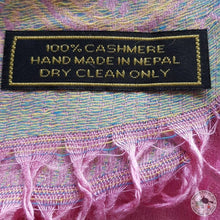 100% CASHMERE
HAND MADE IN NEPAL
DRY CLEAN ONLY